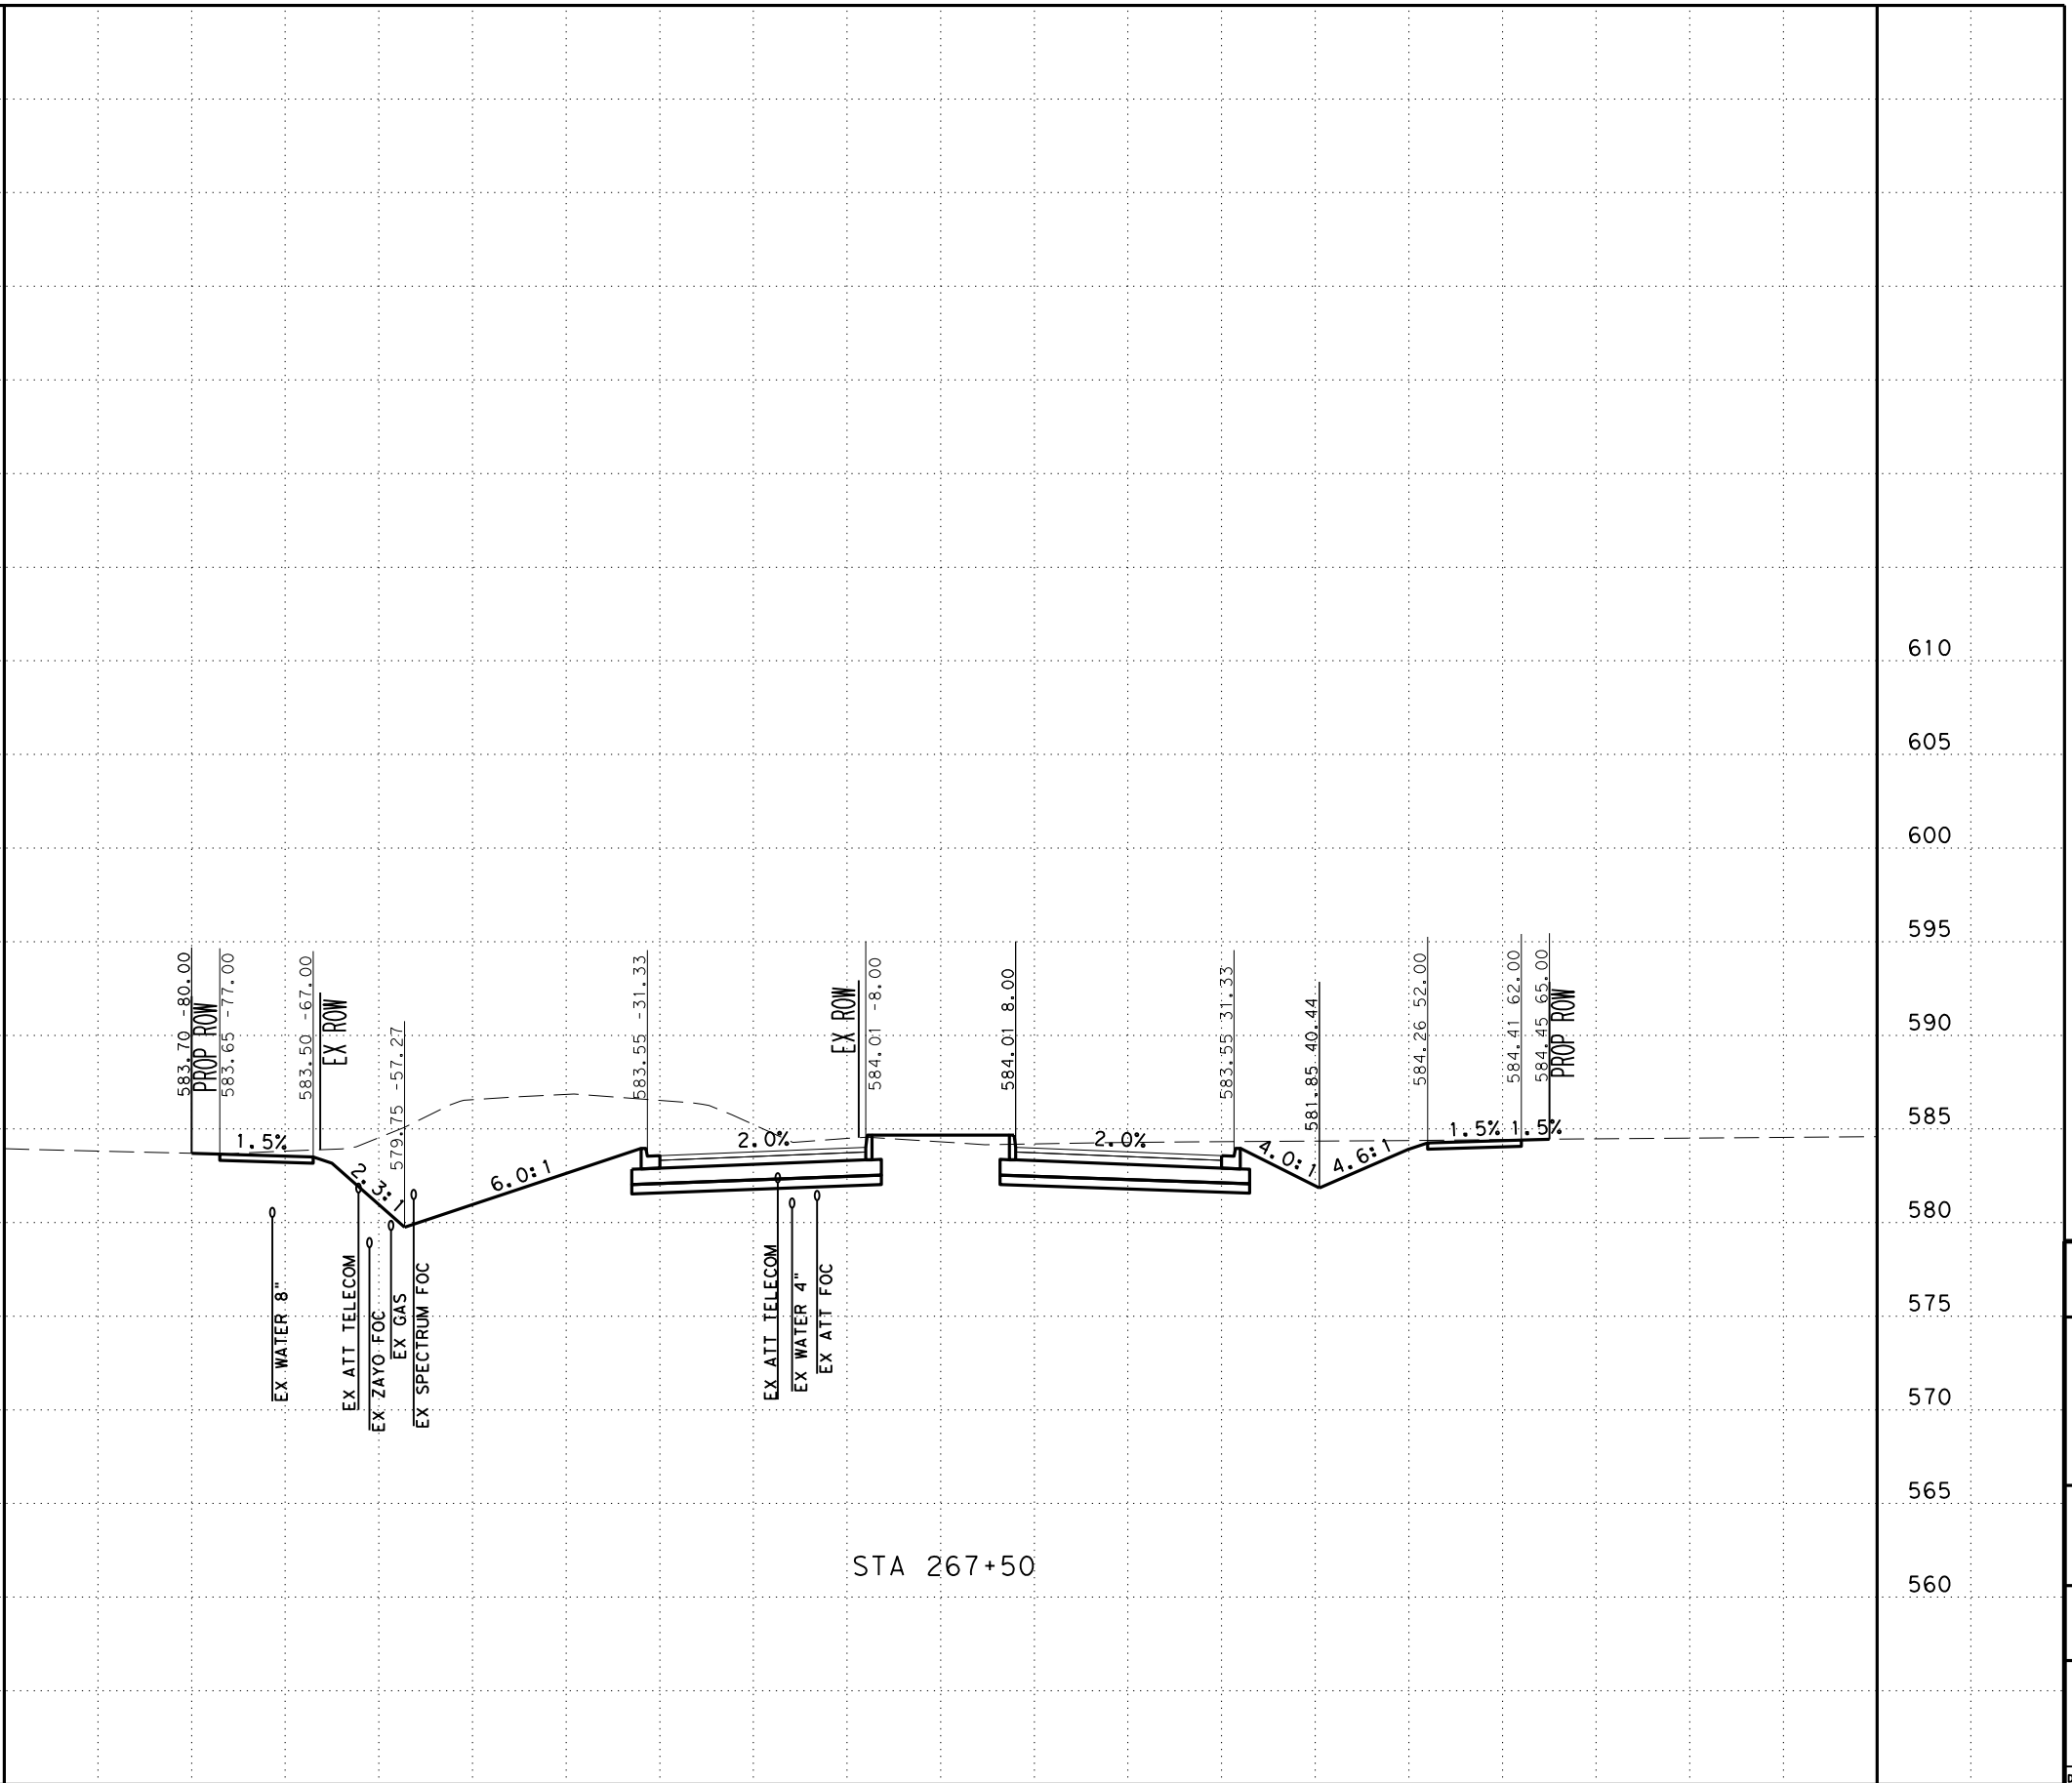 610
605
600
595
590
585
580
575
570
565
560
583.70 -80.00
PROP ROW
583.65 -77.00
583.50 -67.00
EX ROW
579.75 -57.27
583.55 -31.33
EX ROW
584.01 -8.00
584.01 8.00
583.55 31.33
581.85 40.44
584.26 52.00
584.41 62.00
584.45 65.00
PROP ROW
1.5%
2.3:1
6.0:1
2.0%
2.0%
4.0:1
4.6:1
1.5%
1.5%
EX WATER 8"
EX ATT TELECOM
EX ZAYO FOC
EX GAS
EX SPECTRUM FOC
EX ATT TELECOM
EX WATER 4"
EX ATT FOC
STA 267+50